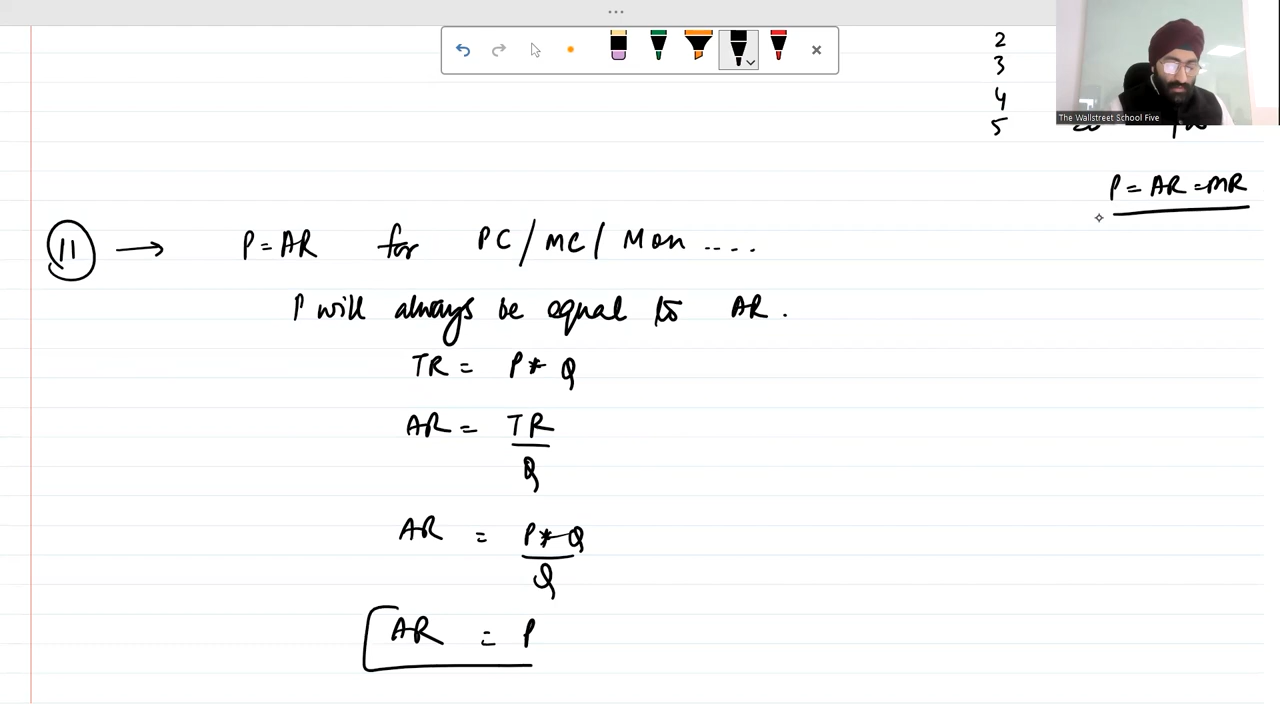 2
3
4
5
The Wallstreet School Five
P = AR = MR
11 → P = AR for PC / MC / Mon ....
P will always be equal to AR.
TR = P * Q
AR = TR
Q
AR = P * Q
Q
AR = P